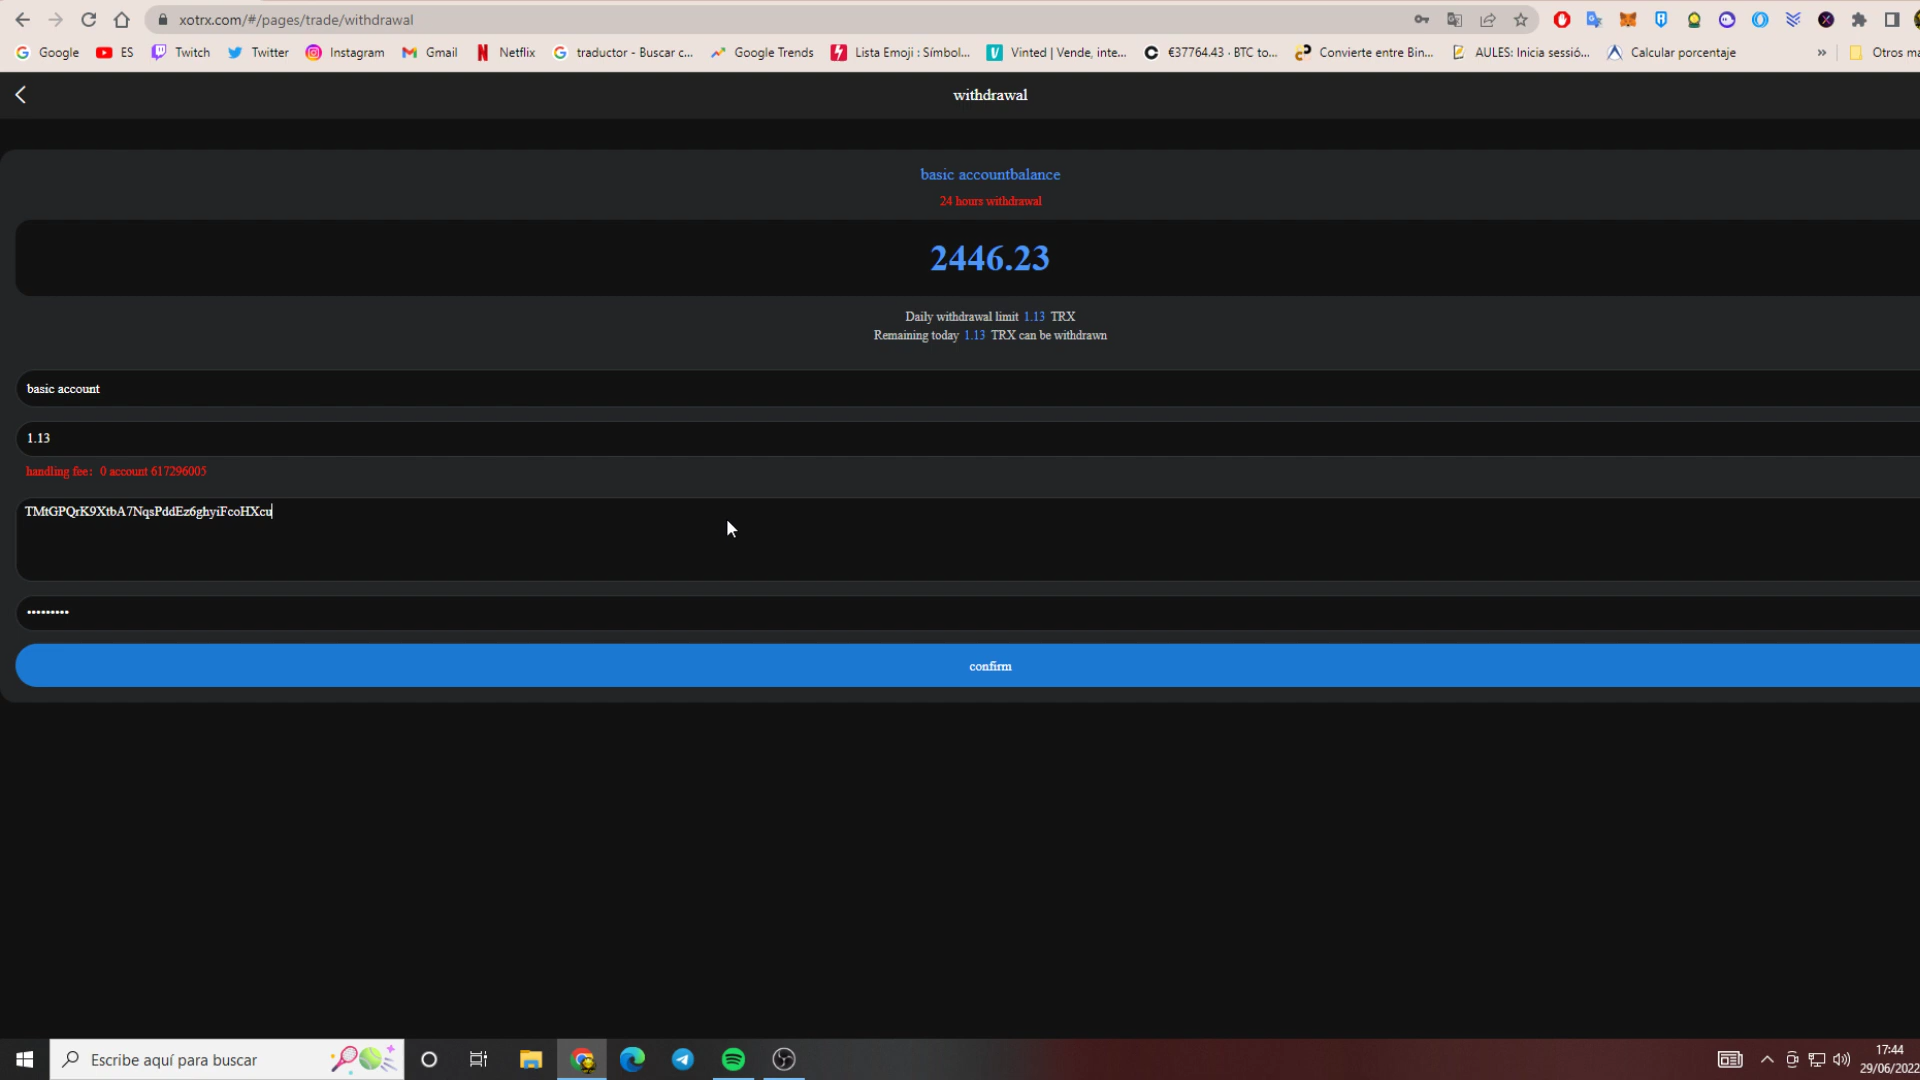 xotrx.com/#/pages/trade/withdrawal
Google ES Twitch Twitter Instagram Gmail Netflix traductor - Buscar c... Google Trends Lista Emoji : Símbol... Vinted | Vende, inte... €37764.43 · BTC to... Convierte entre Bin... AULES: Inicia sessió... Calcular porcentaje » Otros ma
withdrawal
basic accountbalance
24 hours withdrawal
2446.23
Daily withdrawal limit 1.13 TRX
Remaining today 1.13 TRX can be withdrawn
basic account
1.13
handling fee: 0 account 617296005
TMtGPQrK9XtbA7NqsPddEz6ghyiFcoHXcu
•••••••••
confirm
Escribe aquí para buscar
17:44
29/06/2022